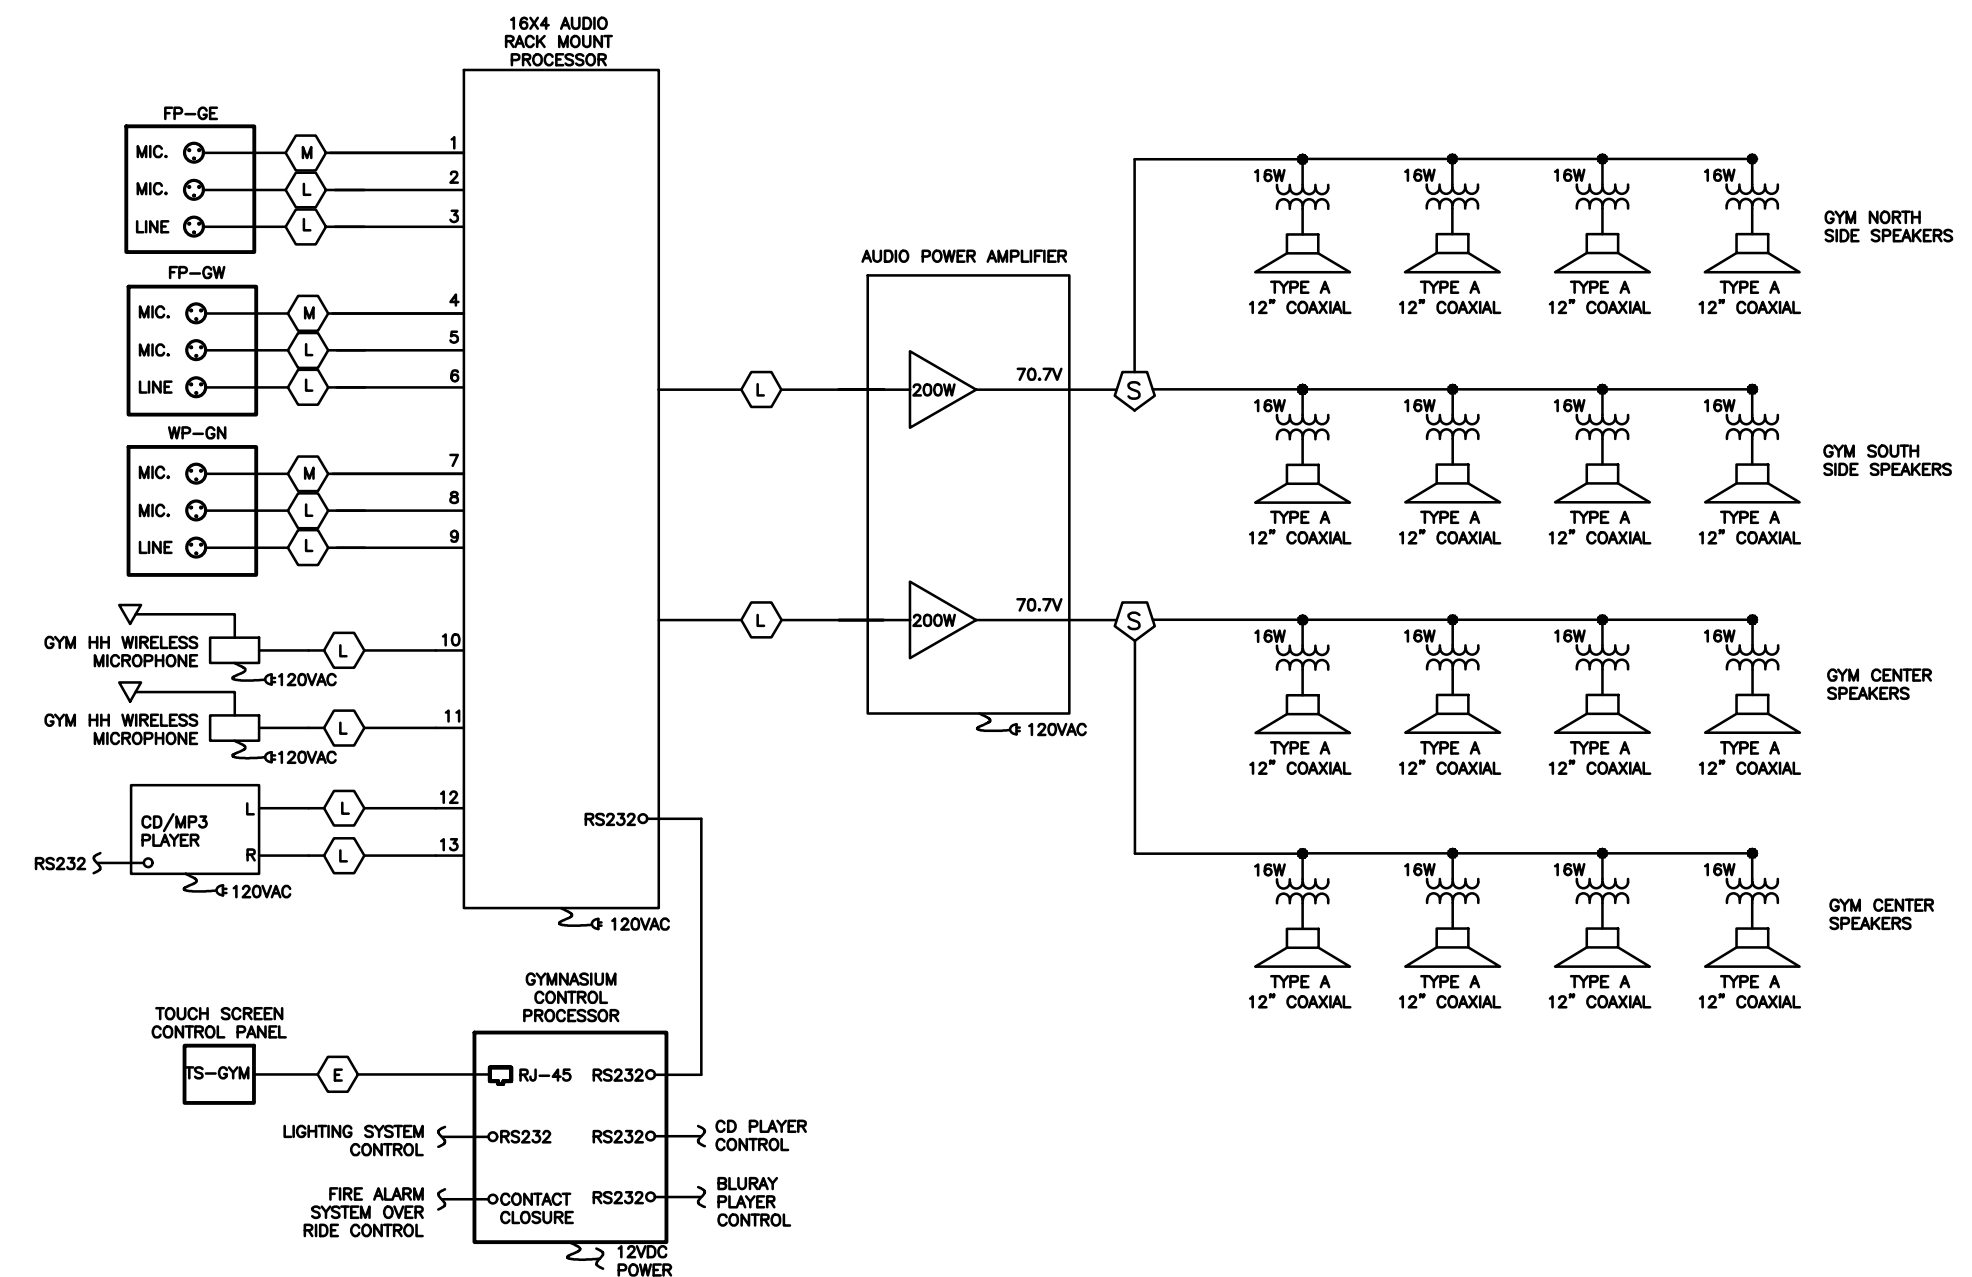 16X4 AUDIO
RACK MOUNT
PROCESSOR
FP-GE
MIC.
M
1
MIC.
L
2
LINE
L
3
FP-GW
MIC.
M
4
MIC.
L
5
LINE
L
6
WP-GN
MIC.
M
7
MIC.
L
8
LINE
L
9
GYM HH WIRELESS
MICROPHONE
L
10
120VAC
GYM HH WIRELESS
MICROPHONE
L
11
120VAC
CD/MP3
PLAYER
L
L
12
R
L
13
RS232
120VAC
RS232
120VAC
L
L
AUDIO POWER AMPLIFIER
200W
70.7V
200W
70.7V
120VAC
S
S
16W
16W
16W
16W
TYPE A
12" COAXIAL
TYPE A
12" COAXIAL
TYPE A
12" COAXIAL
TYPE A
12" COAXIAL
GYM NORTH
SIDE SPEAKERS
16W
16W
16W
16W
TYPE A
12" COAXIAL
TYPE A
12" COAXIAL
TYPE A
12" COAXIAL
TYPE A
12" COAXIAL
GYM SOUTH
SIDE SPEAKERS
16W
16W
16W
16W
TYPE A
12" COAXIAL
TYPE A
12" COAXIAL
TYPE A
12" COAXIAL
TYPE A
12" COAXIAL
GYM CENTER
SPEAKERS
16W
16W
16W
16W
TYPE A
12" COAXIAL
TYPE A
12" COAXIAL
TYPE A
12" COAXIAL
TYPE A
12" COAXIAL
GYM CENTER
SPEAKERS
GYMNASIUM
CONTROL
PROCESSOR
TOUCH SCREEN
CONTROL PANEL
TS-GYM
E
RJ-45
RS232
LIGHTING SYSTEM
CONTROL
RS232
RS232
CD PLAYER
CONTROL
FIRE ALARM
SYSTEM OVER
RIDE CONTROL
CONTACT
CLOSURE
RS232
BLURAY
PLAYER
CONTROL
12VDC
POWER